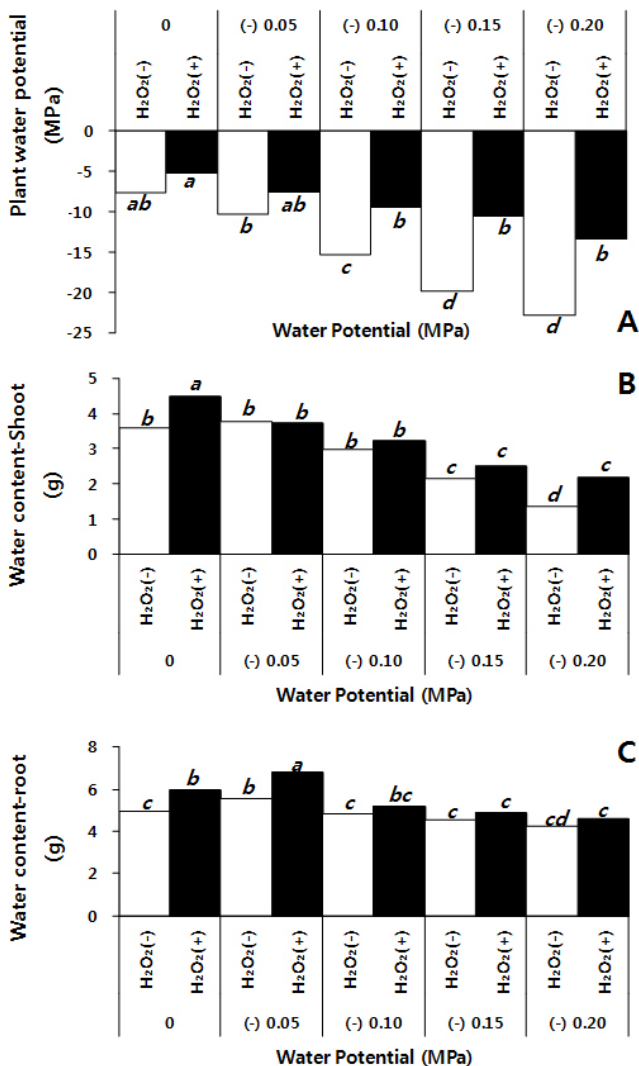 0 (-) 0.05 (-) 0.10 (-) 0.15 (-) 0.20
H₂O₂(-) H₂O₂(+) H₂O₂(-) H₂O₂(+) H₂O₂(-) H₂O₂(+) H₂O₂(-) H₂O₂(+) H₂O₂(-) H₂O₂(+)
Plant water potential
(MPa)
0
-5
-10
-15
-20
-25
ab a b ab c b d b d b
Water Potential (MPa)
A
B
Water content-Shoot
(g)
5
4
3
2
1
0
b a b b b b c c d c
H₂O₂(-) H₂O₂(+) H₂O₂(-) H₂O₂(+) H₂O₂(-) H₂O₂(+) H₂O₂(-) H₂O₂(+) H₂O₂(-) H₂O₂(+)
0 (-) 0.05 (-) 0.10 (-) 0.15 (-) 0.20
Water Potential (MPa)
C
Water content-root
(g)
8
6
4
2
0
c b b a c bc c c cd c
H₂O₂(-) H₂O₂(+) H₂O₂(-) H₂O₂(+) H₂O₂(-) H₂O₂(+) H₂O₂(-) H₂O₂(+) H₂O₂(-) H₂O₂(+)
0 (-) 0.05 (-) 0.10 (-) 0.15 (-) 0.20
Water Potential (MPa)